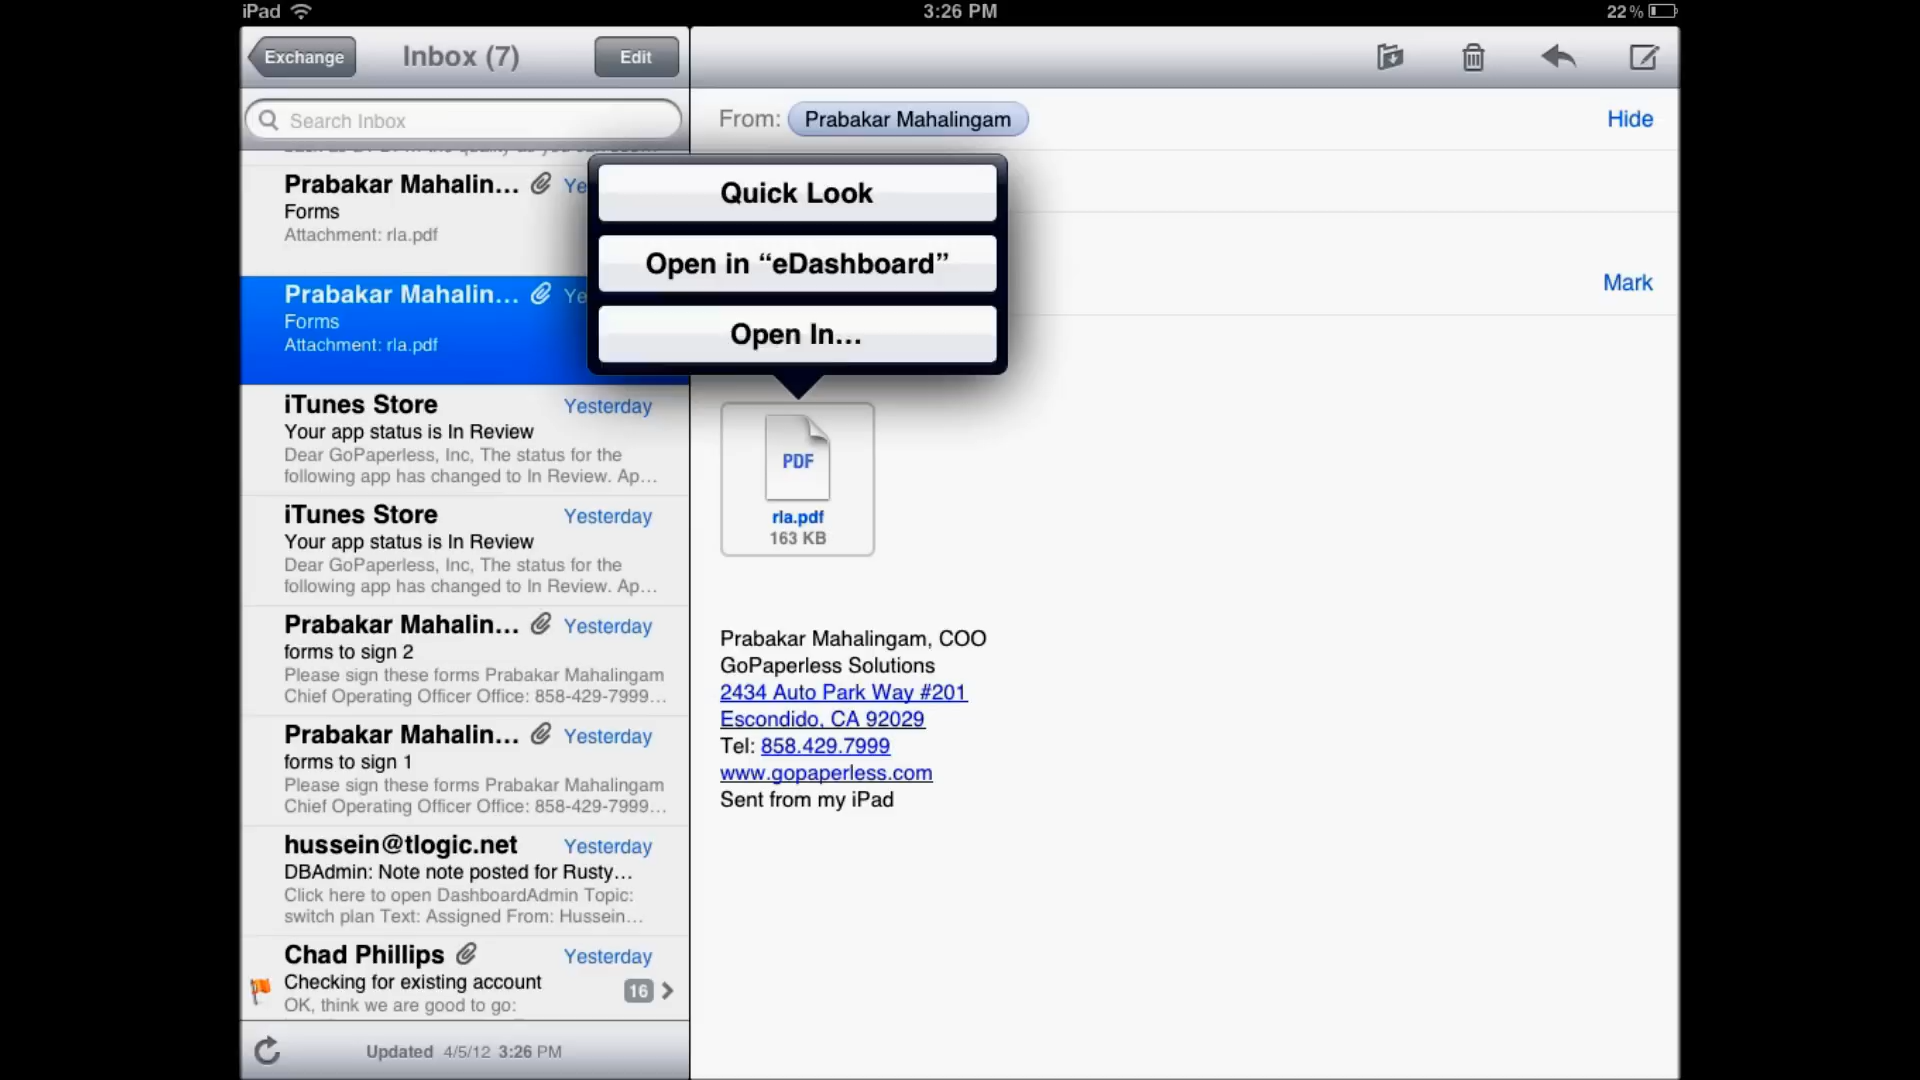 iPad
3:26 PM
22%
Exchange
Inbox (7)
Edit
Search Inbox
Prabakar Mahalin... Ye
Forms
Attachment: rla.pdf
Prabakar Mahalin... Ye
Forms
Attachment: rla.pdf
iTunes Store Yesterday
Your app status is In Review
Dear GoPaperless, Inc, The status for the
following app has changed to In Review. Ap...
iTunes Store Yesterday
Your app status is In Review
Dear GoPaperless, Inc, The status for the
following app has changed to In Review. Ap...
Prabakar Mahalin... Yesterday
forms to sign 2
Please sign these forms Prabakar Mahalingam
Chief Operating Officer Office: 858-429-7999...
Prabakar Mahalin... Yesterday
forms to sign 1
Please sign these forms Prabakar Mahalingam
Chief Operating Officer Office: 858-429-7999...
hussein@tlogic.net Yesterday
DBAdmin: Note note posted for Rusty...
Click here to open DashboardAdmin Topic:
switch plan Text: Assigned From: Hussein...
Chad Phillips Yesterday
Checking for existing account
16
OK, think we are good to go:
Updated 4/5/12 3:26 PM
From: Prabakar Mahalingam
Hide
Quick Look
Open in “eDashboard”
Open In...
Mark
PDF
rla.pdf
163 KB
Prabakar Mahalingam, COO
GoPaperless Solutions
2434 Auto Park Way #201
Escondido, CA 92029
Tel: 858.429.7999
www.gopaperless.com
Sent from my iPad